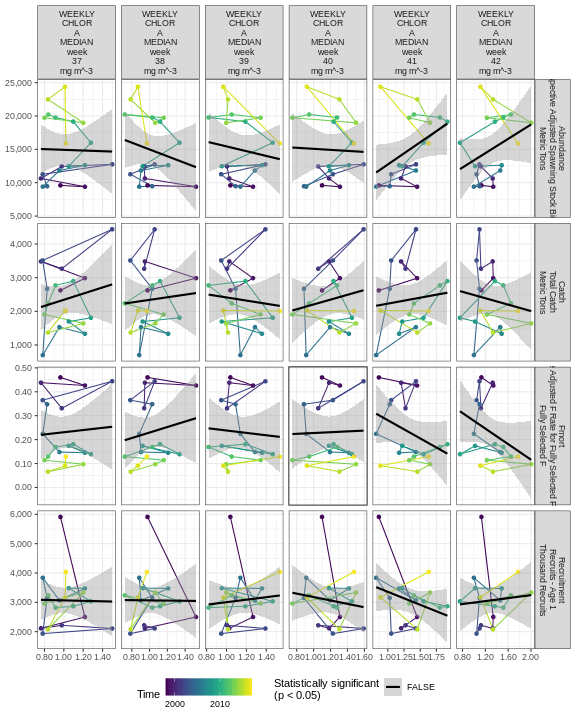 WEEKLY CHLOR A MEDIAN week 37 mg m^-3
WEEKLY CHLOR A MEDIAN week 38 mg m^-3
WEEKLY CHLOR A MEDIAN week 39 mg m^-3
WEEKLY CHLOR A MEDIAN week 40 mg m^-3
WEEKLY CHLOR A MEDIAN week 41 mg m^-3
WEEKLY CHLOR A MEDIAN week 42 mg m^-3
25,000
20,000
15,000
10,000
5,000
Abundance
Adjusted Spawning Stock
Metric Tons
4,000
3,000
2,000
1,000
Catch
Total Catch
Metric Tons
0.50
0.40
0.30
0.20
0.10
0.00
Fmort
Adjusted F Rate for Fully Selected F
Fully Selected F
6,000
5,000
4,000
3,000
2,000
Recruitment
Recruits - Age 1
Thousand Recruits
0.80 1.00 1.20 1.40
0.80 1.00 1.20 1.40
0.80 1.00 1.20 1.40
0.80 1.00 1.20 1.40 1.60
1.00 1.25 1.50 1.75
0.80 1.20 1.60 2.00
Time
2000 2010
Statistically significant
(p < 0.05)
FALSE